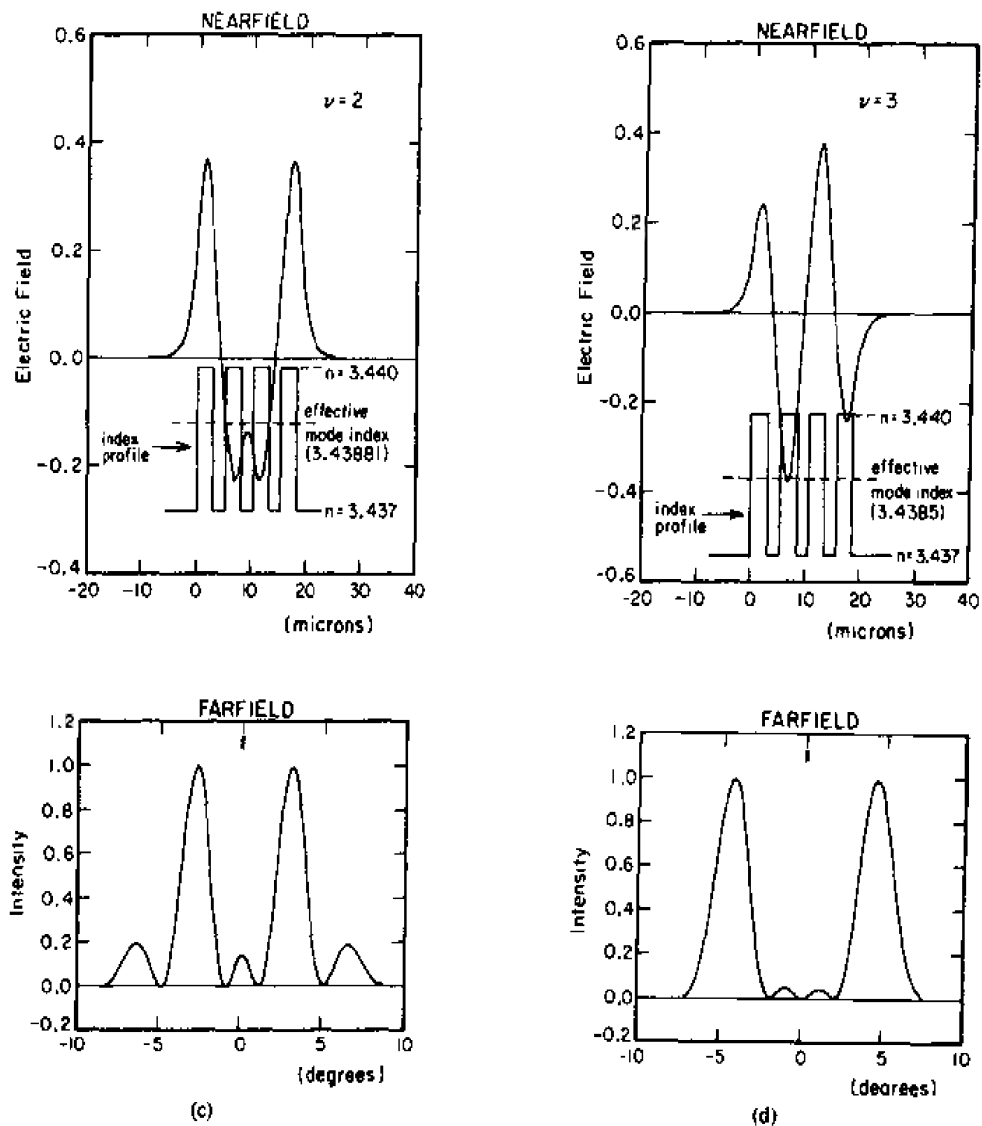 NEARFIELD
0.6
0.4
0.2
0.0
-0.2
-0.4
-20 -10 0 10 20 30 40
Electric Field
(microns)
ν = 2
n = 3.440
effective
mode index
(3.43881)
index
profile
n = 3.437
NEARFIELD
0.6
0.4
0.2
0.0
-0.2
-0.4
-0.6
-20 -10 0 10 20 30 40
Electric Field
(microns)
ν = 3
n = 3.440
effective
mode index
(3.4385)
index
profile
n = 3.437
FARFIELD
1.2
1.0
0.8
0.6
0.4
0.2
0.0
-0.2
-10 -5 0 5 10
Intensity
(degrees)
(c)
FARFIELD
1.2
1.0
0.8
0.6
0.4
0.2
0.0
-0.2
-10 -5 0 5 10
Intensity
(degrees)
(d)